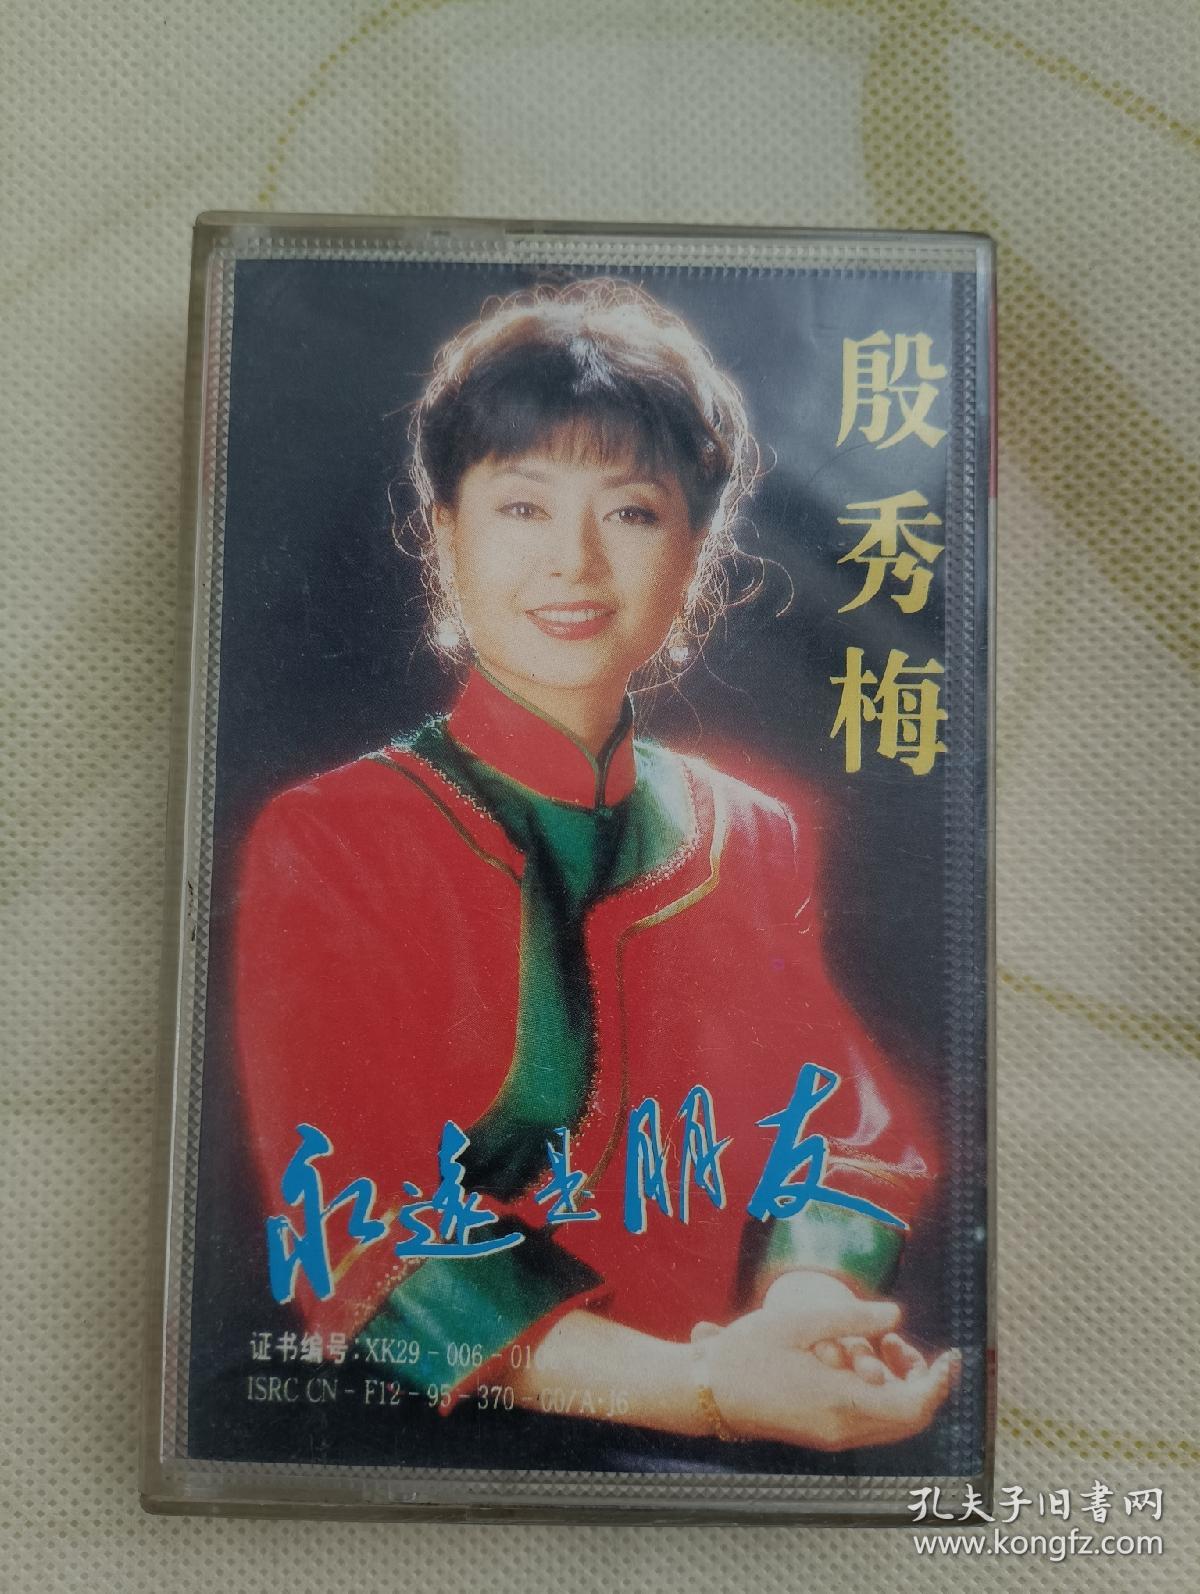 殷秀梅
永远是朋友
证书编号:XK29-006-010
ISRC CN-F12-95-370-00/A·J6
孔夫子旧书网
www.kongfz.com